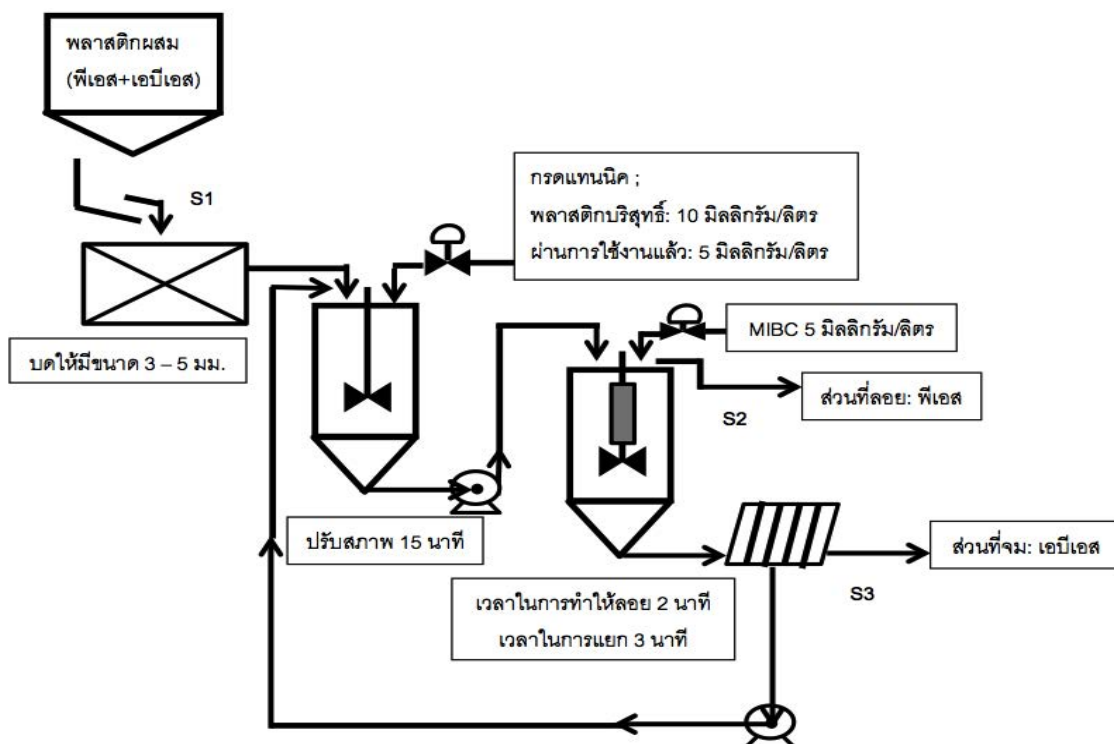 พลาสติกผสม
(พีเอส+เอบีเอส)
S1
กรดแทนนิค ;
พลาสติกบริสุทธิ์: 10 มิลลิกรัม/ลิตร
ผ่านการใช้งานแล้ว: 5 มิลลิกรัม/ลิตร
บดให้มีขนาด 3 – 5 มม.
MIBC 5 มิลลิกรัม/ลิตร
ส่วนที่ลอย: พีเอส
S2
ปรับสภาพ 15 นาที
ส่วนที่จม: เอบีเอส
S3
เวลาในการทำให้ลอย 2 นาที
เวลาในการแยก 3 นาที